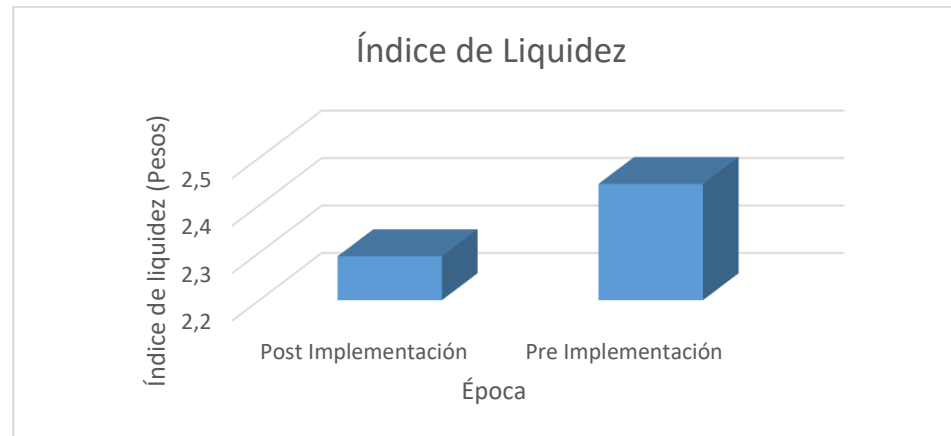 Índice de Liquidez
Índice de liquidez (Pesos)
2,5
2,4
2,3
2,2
Post Implementación
Pre Implementación
Época